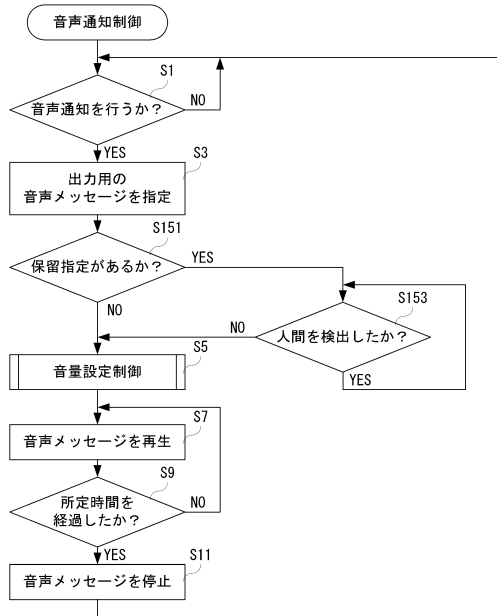 音声通知制御
S1
音声通知を行うか？
NO
YES
S3
出力用の
音声メッセージを指定
S151
保留指定があるか？
YES
NO
S153
人間を検出したか？
NO
YES
S5
音量設定制御
S7
音声メッセージを再生
S9
所定時間を
経過したか？
NO
YES
S11
音声メッセージを停止